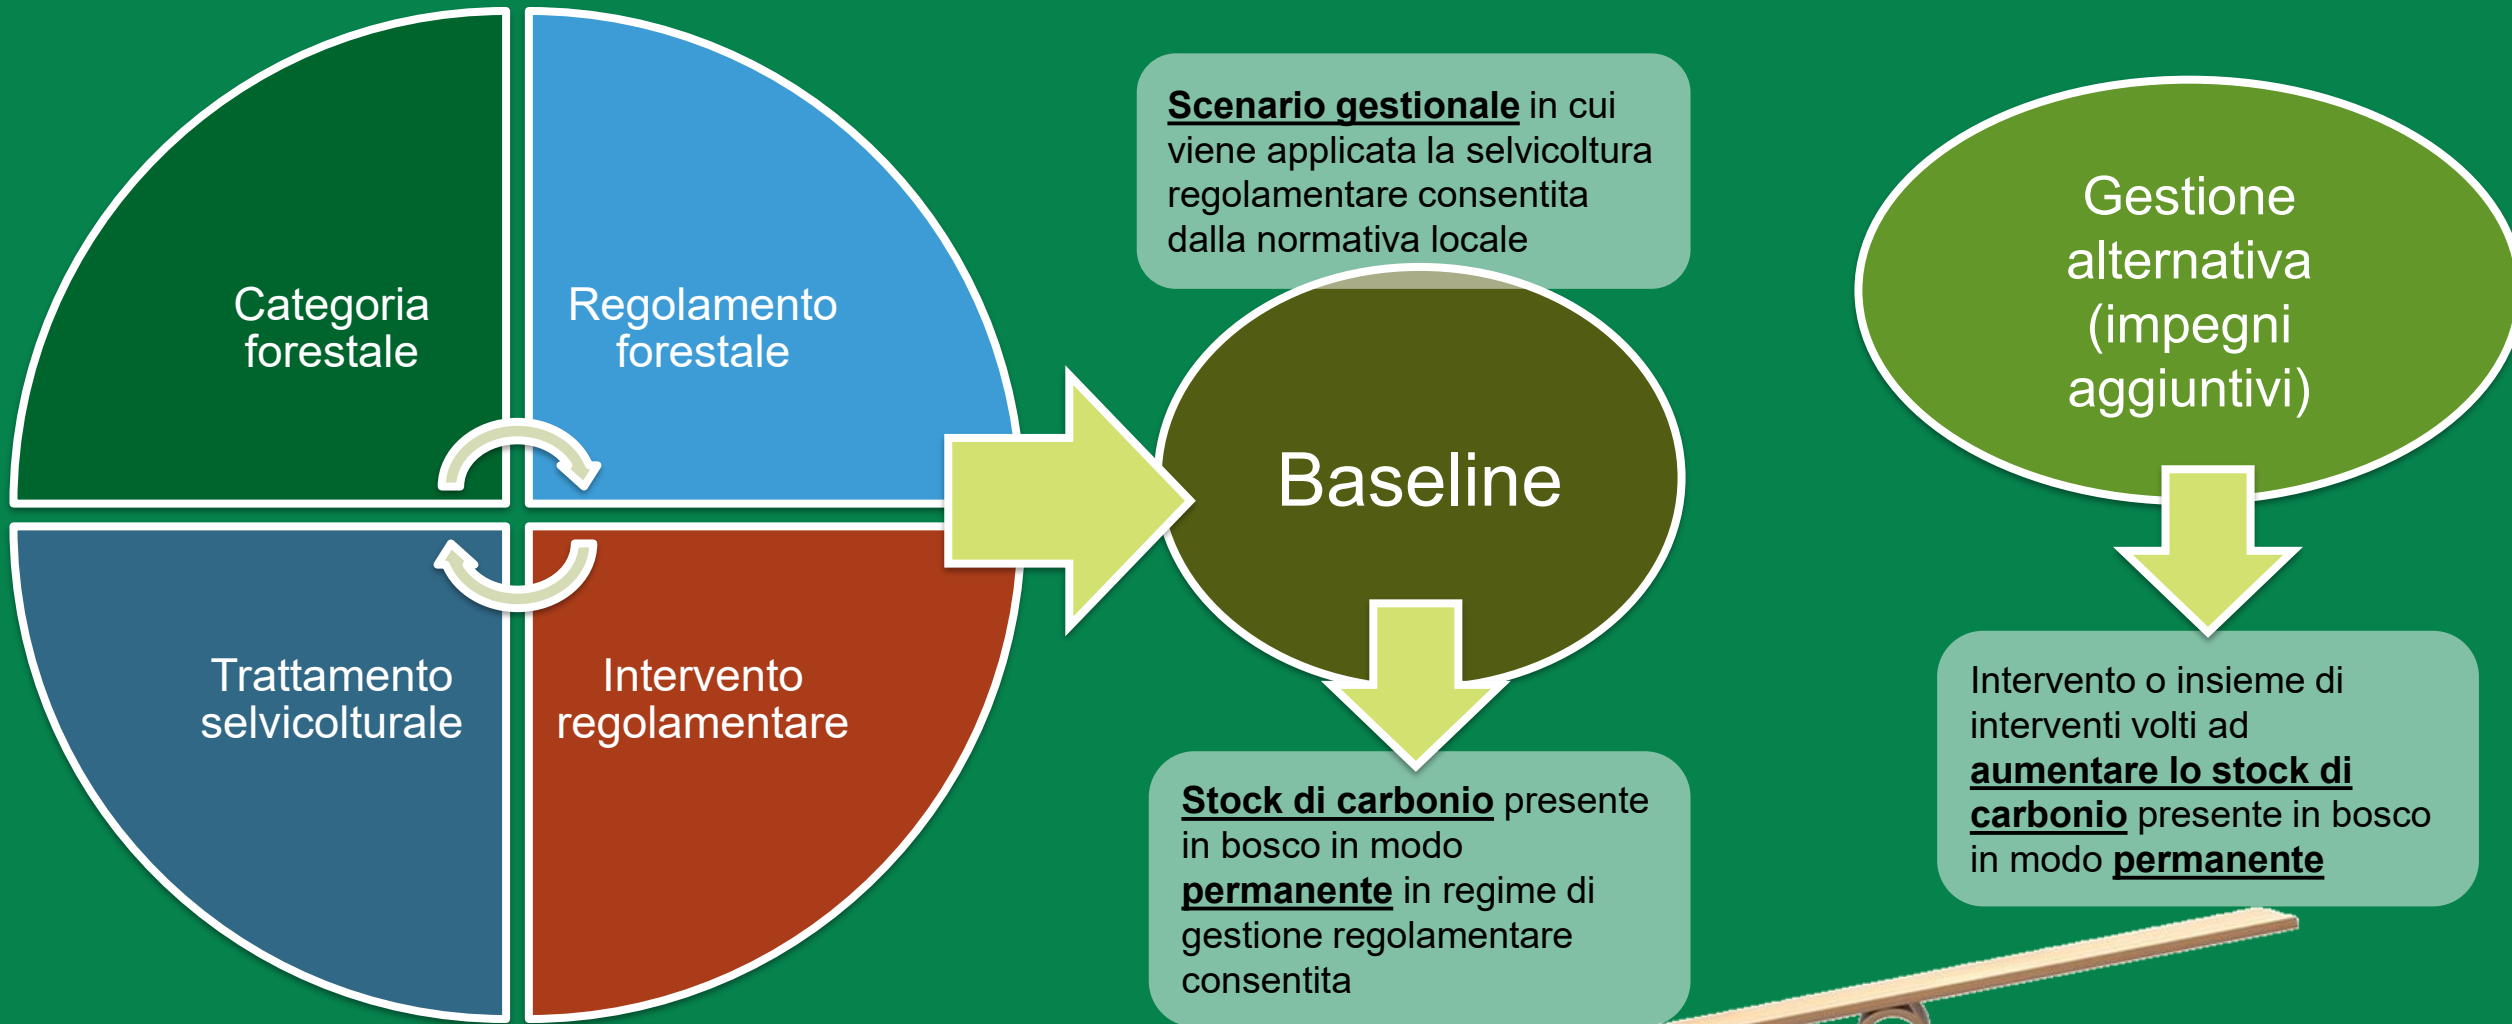 Categoria
forestale
Regolamento
forestale
Trattamento
selvicolturale
Intervento
regolamentare
Scenario gestionale in cui
viene applicata la selvicoltura
regolamentare consentita
dalla normativa locale
Baseline
Stock di carbonio presente
in bosco in modo
permanente in regime di
gestione regolamentare
consentita
Gestione
alternativa
(impegni
aggiuntivi)
Intervento o insieme di
interventi volti ad
aumentare lo stock di
carbonio presente in bosco
in modo permanente